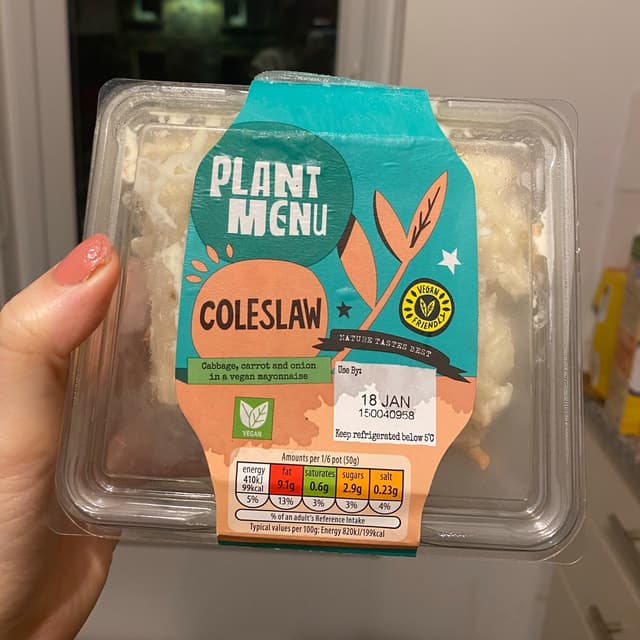 PLANT
MENU
COLESLAW
VEGAN
FRIENDLY
NATURE TASTES BEST
Cabbage, carrot and onion
in a vegan mayonnaise
Use By:
18 JAN
150040958
Keep refrigerated below 5°C
VEGAN
Amounts per 1/6 pot (50g)
energy fat saturates sugars salt
410kJ 9.1g 0.6g 2.9g 0.23g
99kcal
5% 13% 3% 3% 4%
% of an adult's Reference Intake
Typical values per 100g: Energy 820kJ/199kcal